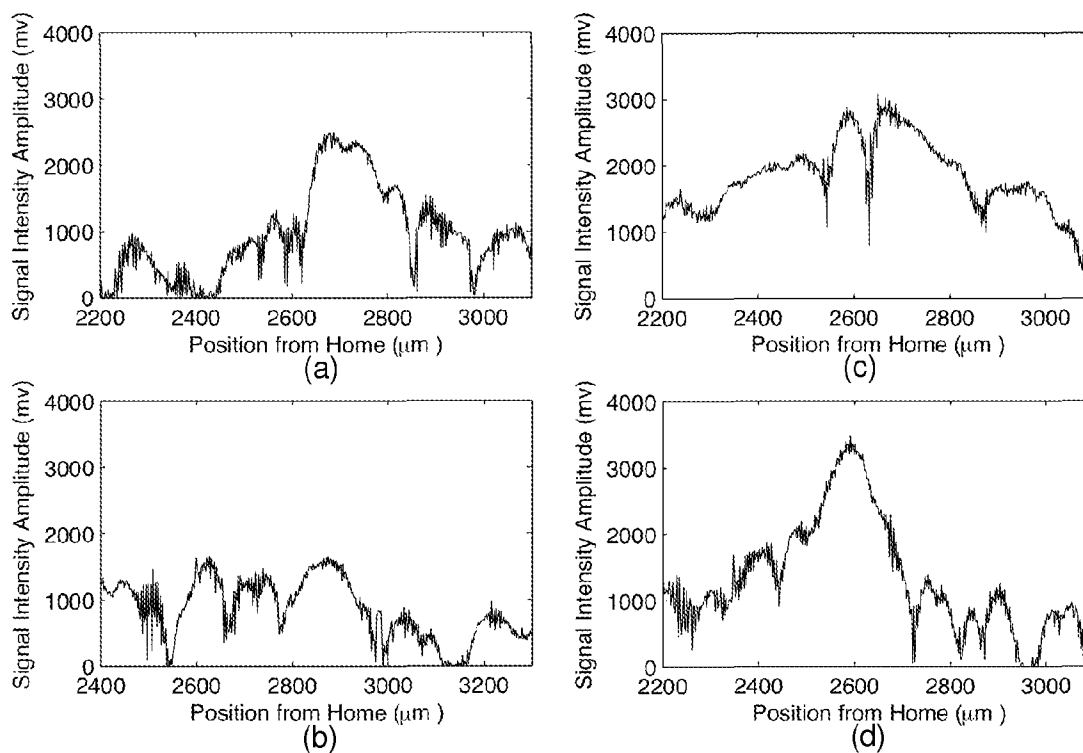 Signal Intensity Amplitude (mv)
4000
3000
2000
1000
0
2200 2400 2600 2800 3000
Position from Home (μm )
(a)
Signal Intensity Amplitude (mv)
4000
3000
2000
1000
0
2200 2400 2600 2800 3000
Position from Home (μm )
(c)
Signal Intensity Amplitude (mv)
4000
3000
2000
1000
0
2400 2600 2800 3000 3200
Position from Home (μm )
(b)
Signal Intensity Amplitude (mv)
4000
3000
2000
1000
0
2200 2400 2600 2800 3000
Position from Home (μm )
(d)